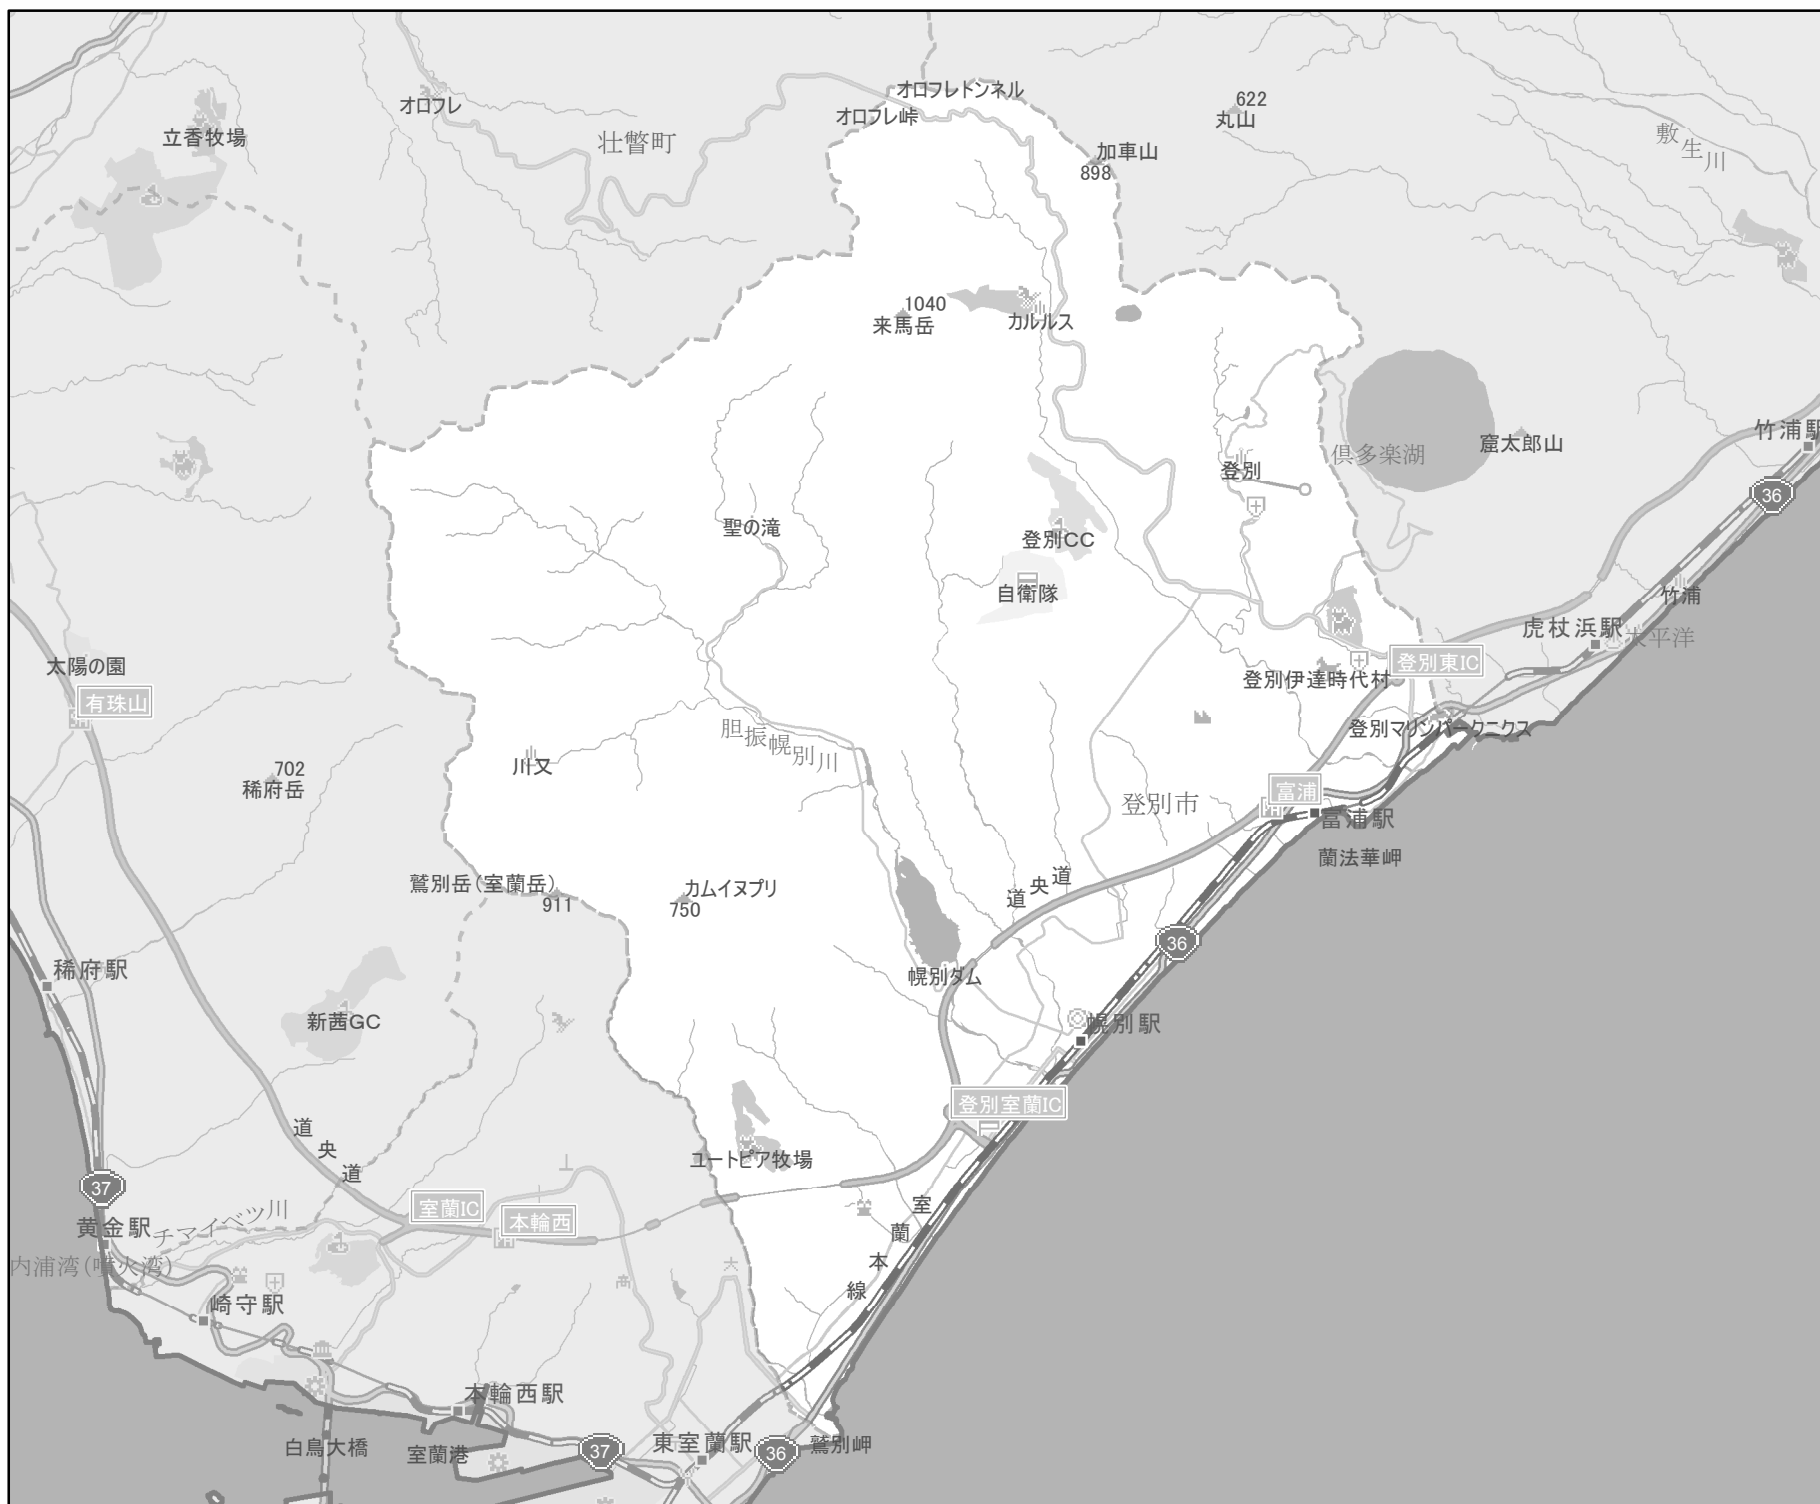 オロフレトンネル
オロフレ
オロフレ峠
622
丸山
立香牧場
壮瞥町
敷生川
加車山
898
1040
来馬岳
カルルス
竹浦駅
倶多楽湖
窟太郎山
登別
36
聖の滝
登別CC
自衛隊
竹浦
虎杖浜駅
太平洋
登別東IC
太陽の園
有珠山
登別伊達時代村
胆振幌別川
登別マリンパークニクス
川又
702
稀府岳
富浦
登別市
富浦駅
蘭法華岬
鷲別岳(室蘭岳)
911
カムイヌプリ
750
道央道
36
稀府駅
幌別ダム
新茜GC
幌別駅
登別室蘭IC
道央道
ユートピア牧場
37
室蘭IC
本輪西
室蘭本線
黄金駅
チマイベツ川
内浦湾(噴火湾)
崎守駅
本輪西駅
白鳥大橋
室蘭港
37
東室蘭駅
36
鷲別岬